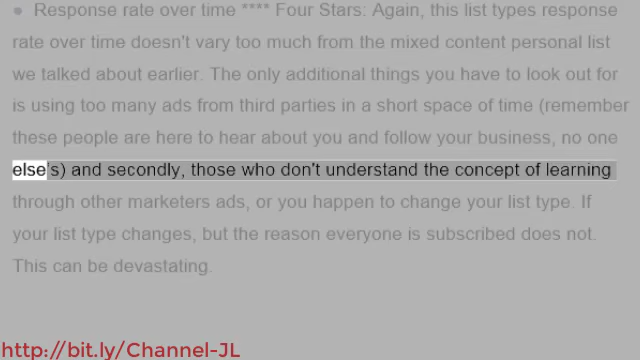 ● Response rate over time **** Four Stars: Again, this list types response
rate over time doesn't vary too much from the mixed content personal list
we talked about earlier. The only additional things you have to look out for
is using too many ads from third parties in a short space of time (remember
these people are here to hear about you and follow your business, no one
else's) and secondly, those who don't understand the concept of learning
through other marketers ads, or you happen to change your list type. If
your list type changes, but the reason everyone is subscribed does not.
This can be devastating.
http://bit.ly/Channel-JL